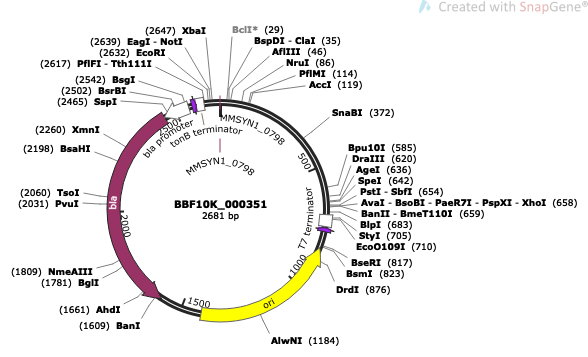 Created with SnapGene®
(2647) XbaI
(2639) EagI - NotI
(2632) EcoRI
(2617) PflFI - Tth111I
(2542) BsgI
(2502) BsrBI
(2465) SspI
(2260) XmnI
(2198) BsaHI
(2060) TsoI
(2031) PvuI
(1809) NmeAIII
(1781) BglI
(1661) AhdI
(1609) BanI
BclI* (29)
BspDI - ClaI (35)
AflIII (46)
NruI (86)
PflMI (114)
AccI (119)
SnaBI (372)
Bpu10I (585)
DraIII (620)
AgeI (636)
SpeI (642)
PstI - SbfI (654)
AvaI - BsoBI - PaeR7I - PspXI - XhoI (658)
BanII - BmeT110I (659)
BlpI (683)
StyI (705)
EcoO109I (710)
BseRI (817)
BsmI (823)
DrdI (876)
AlwNI (1184)
2500
bla promoter
tonB terminator
MMSYN1_0798
MMSYN1_0798
BBF10K_000351
2681 bp
500
T7 terminator
1000
ori
1500
2000
bla